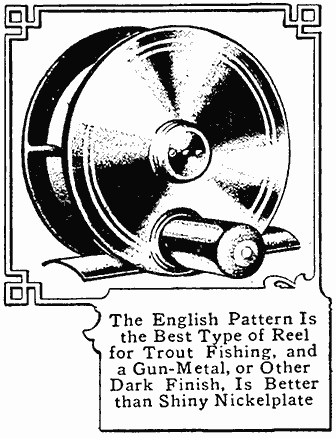 The English Pattern Is
the Best Type of Reel
for Trout Fishing, and
a Gun-Metal, or Other
Dark Finish, Is Better
than Shiny Nickelplate